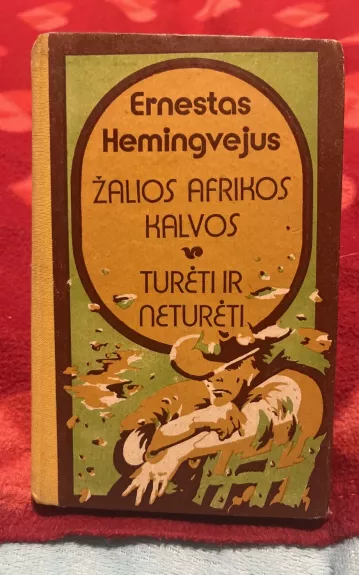 Ernestas
Hemingvejus
ŽALIOS AFRIKOS
KALVOS
TURĖTI IR
NETURĖTI